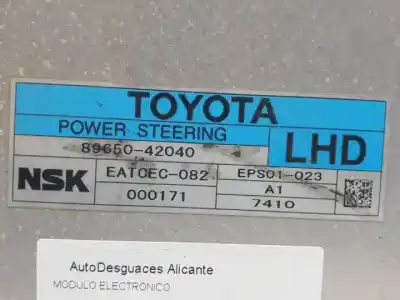 TOYOTA
POWER STEERING
LHD
89650-42040
NSK
EATCEC-082
EPS01-023
000171
A1
7410
AutoDesguaces Alicante
MODULO ELECTRONICO